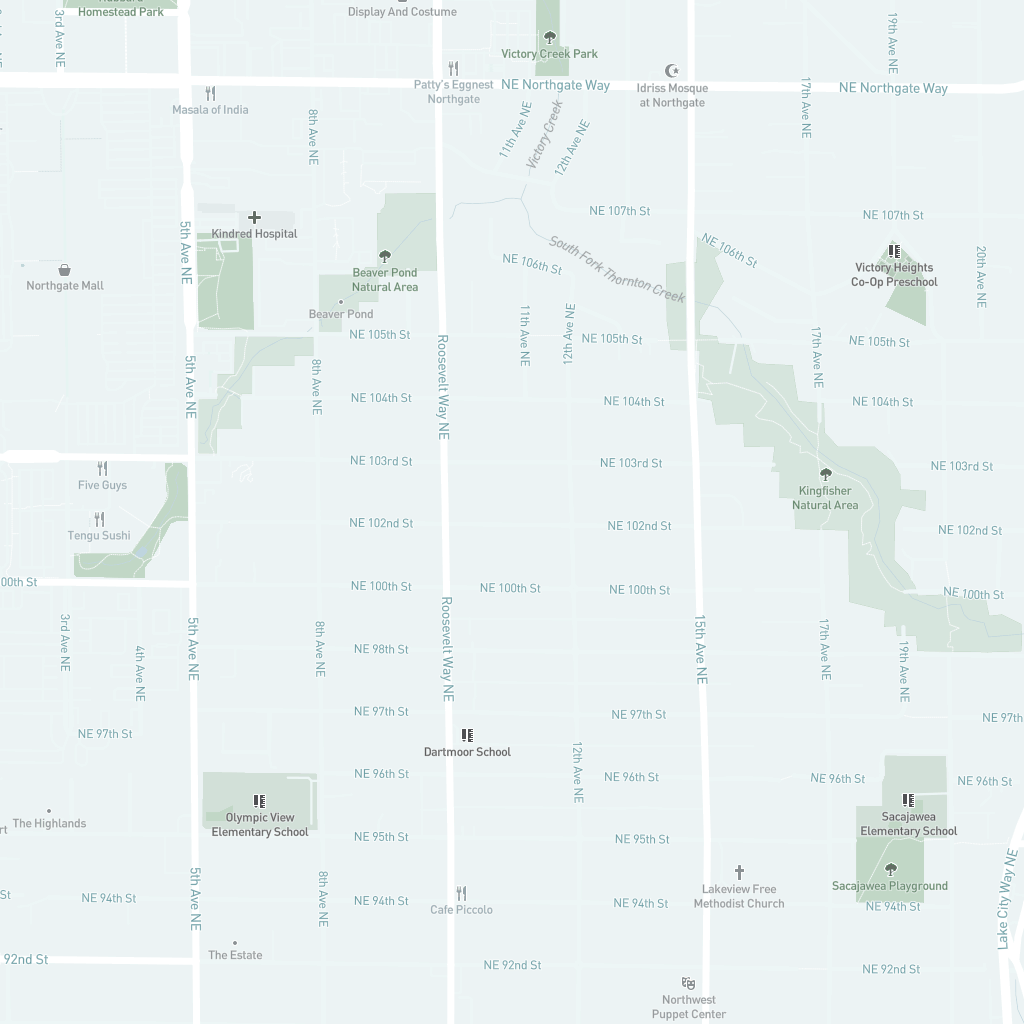 Homestead Park
Display And Costume
3rd Ave NE
19th Ave NE
Victory Creek Park
Patty's Eggnest
Northgate
NE Northgate Way
Idriss Mosque
at Northgate
NE Northgate Way
Masala of India
8th Ave NE
11th Ave NE
Victory Creek
12th Ave NE
17th Ave NE
NE 107th St
NE 107th St
Kindred Hospital
5th Ave NE
South Fork Thornton Creek
NE 106th St
NE 106th St
Northgate Mall
Beaver Pond
Natural Area
Beaver Pond
Victory Heights
Co-Op Preschool
20th Ave NE
NE 105th St
11th Ave NE
12th Ave NE
NE 105th St
17th Ave NE
NE 105th St
5th Ave NE
8th Ave NE
Roosevelt Way NE
NE 104th St
NE 104th St
NE 104th St
Five Guys
NE 103rd St
NE 103rd St
NE 103rd St
Kingfisher
Natural Area
Tengu Sushi
NE 102nd St
NE 102nd St
NE 102nd St
00th St
NE 100th St
NE 100th St
NE 100th St
NE 100th St
3rd Ave NE
4th Ave NE
5th Ave NE
8th Ave NE
Roosevelt Way NE
15th Ave NE
17th Ave NE
19th Ave NE
NE 98th St
NE 97th St
NE 97th St
NE 97th St
NE 97th
Dartmoor School
12th Ave NE
NE 96th St
NE 96th St
NE 96th St
NE 96th St
The Highlands
Olympic View
Elementary School
Sacajawea
Elementary School
rt
NE 95th St
NE 95th St
5th Ave NE
8th Ave NE
Lakeview Free
Methodist Church
Sacajawea Playground
Lake City Way NE
St
NE 94th St
NE 94th St
Cafe Piccolo
NE 94th St
NE 94th St
The Estate
92nd St
NE 92nd St
NE 92nd St
Northwest
Puppet Center